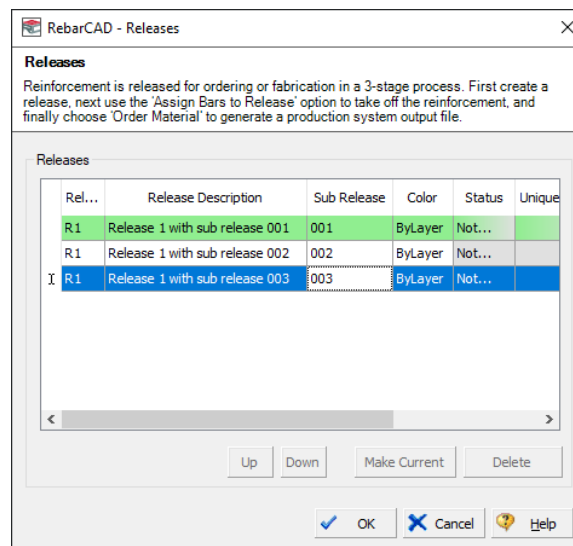 RebarCAD - Releases
Releases
Reinforcement is released for ordering or fabrication in a 3-stage process. First create a
release, next use the 'Assign Bars to Release' option to take off the reinforcement, and
finally choose 'Order Material' to generate a production system output file.
Releases
Rel... Release Description Sub Release Color Status Unique
R1 Release 1 with sub release 001 001 ByLayer Not...
R1 Release 1 with sub release 002 002 ByLayer Not...
R1 Release 1 with sub release 003 003 ByLayer Not...
Up Down Make Current Delete
OK Cancel Help